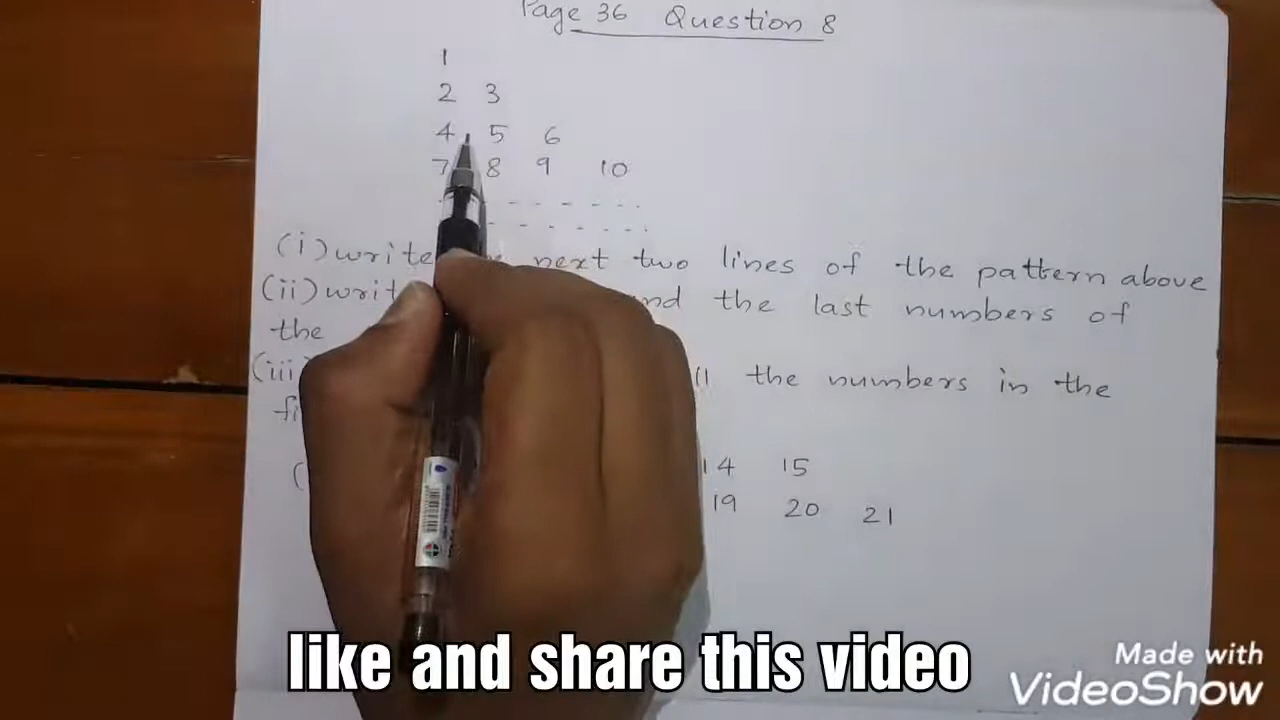 Page 36 Question 8
1
2 3
4 5 6
7 8 9 10
(i) write next two lines of the pattern above
(ii) the last numbers of
the
(iii) the numbers in the
14 15
19 20 21
like and share this video
Made with
VideoShow